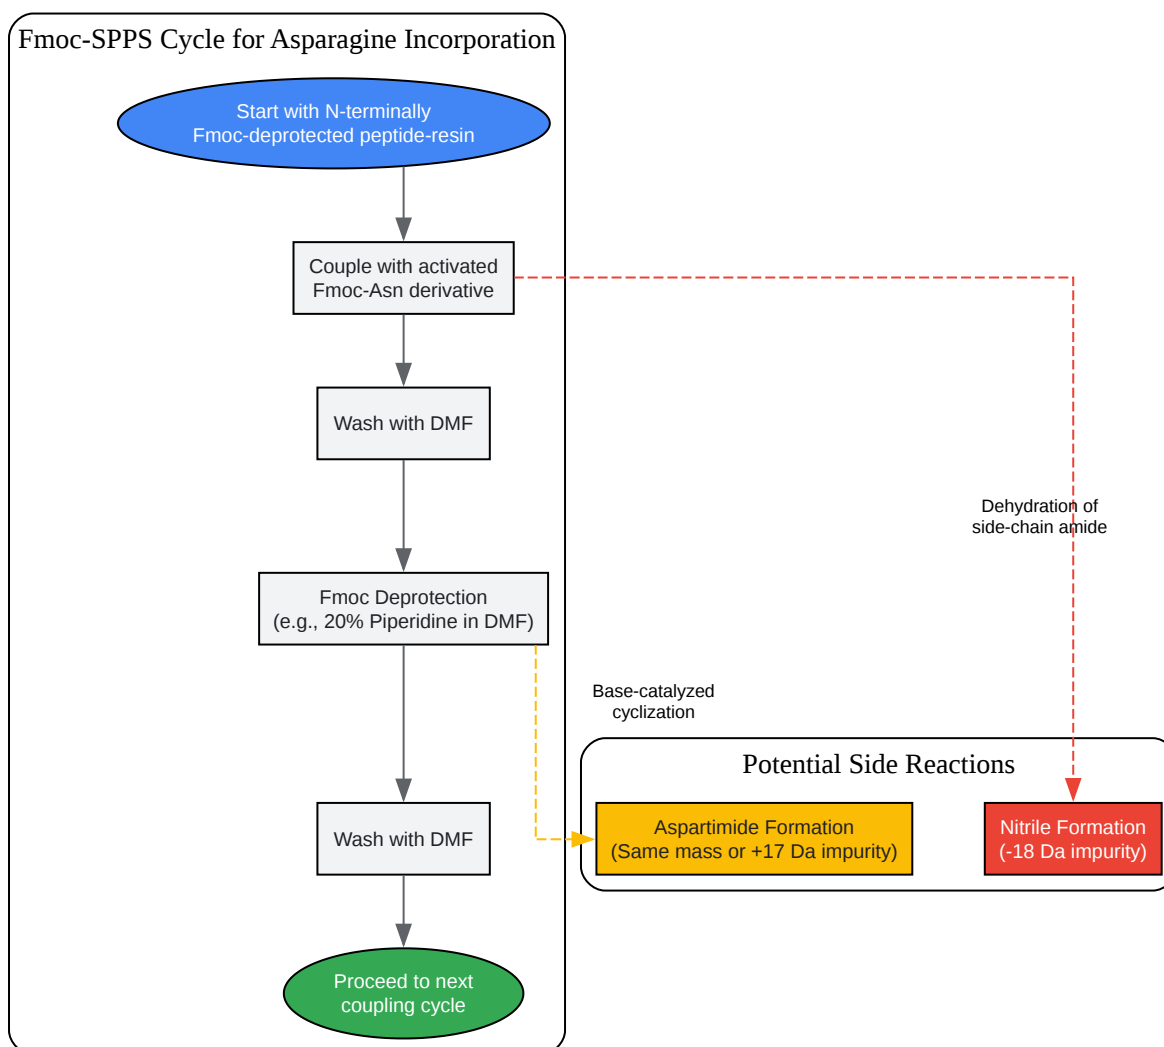 Fmoc-SPPS Cycle for Asparagine Incorporation
Start with N-terminally
Fmoc-deprotected peptide-resin
Couple with activated
Fmoc-Asn derivative
Wash with DMF
Dehydration of
side-chain amide
Fmoc Deprotection
(e.g., 20% Piperidine in DMF)
Base-catalyzed
cyclization
Potential Side Reactions
Wash with DMF
Aspartimide Formation
(Same mass or +17 Da impurity)
Nitrile Formation
(-18 Da impurity)
Proceed to next
coupling cycle